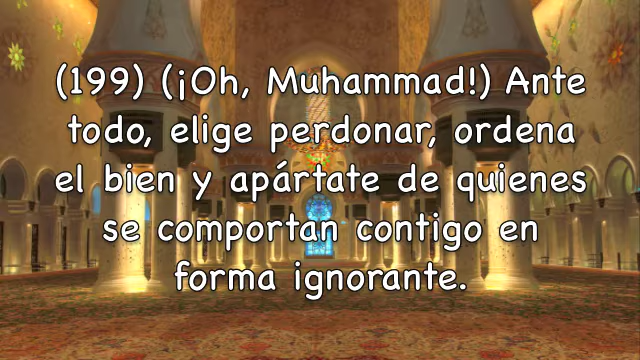 (199) (¡Oh, Muhammad!) Ante
todo, elige perdonar, ordena
el bien y apártate de quienes
se comportan contigo en
forma ignorante.